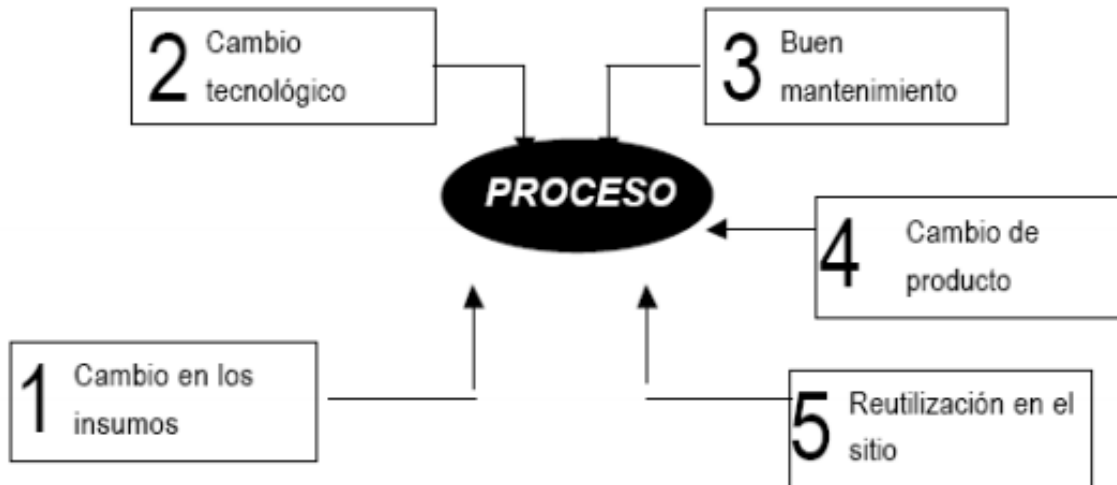 2 Cambio
tecnológico
3 Buen
mantenimiento
PROCESO
4 Cambio de
producto
1 Cambio en los
insumos
5 Reutilización en el
sitio